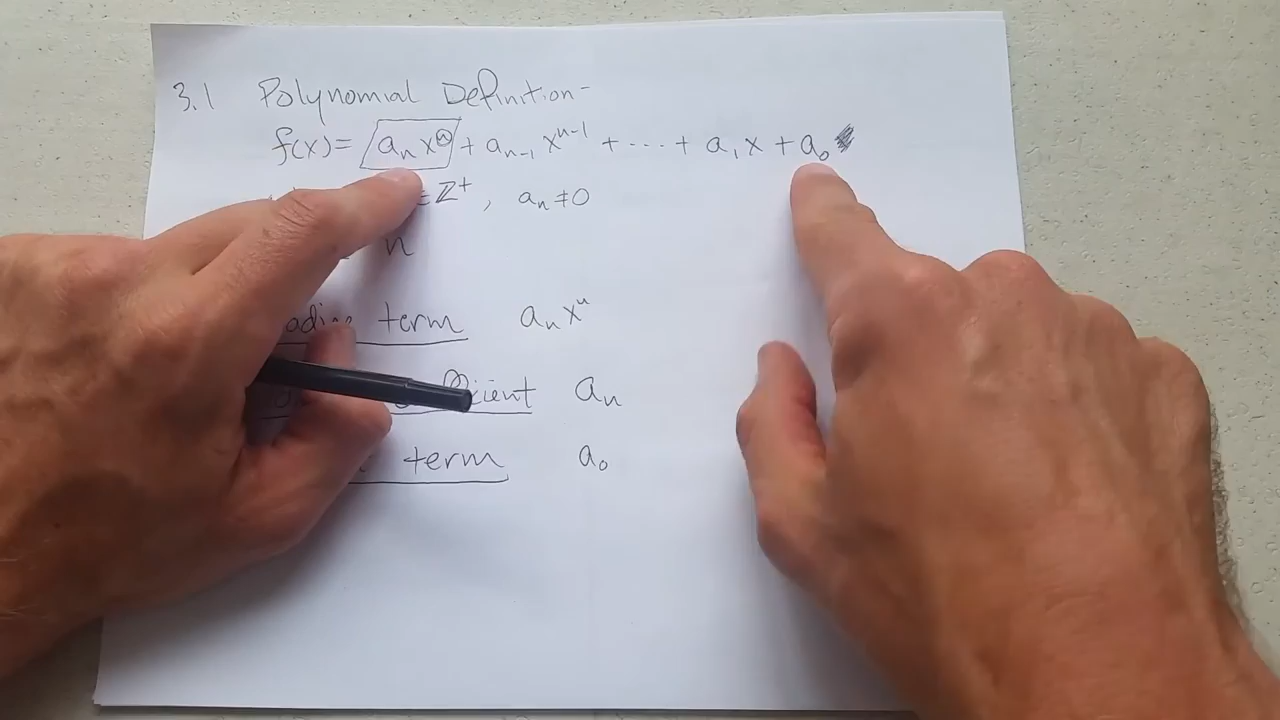 3.1 Polynomial Definition-
f(x) = aₙxⁿ + aₙ₋₁xⁿ⁻¹ + ⋯ + a₁x + a₀
ℤ⁺, aₙ ≠ 0
n
term aₙxⁿ
aₙ
term a₀